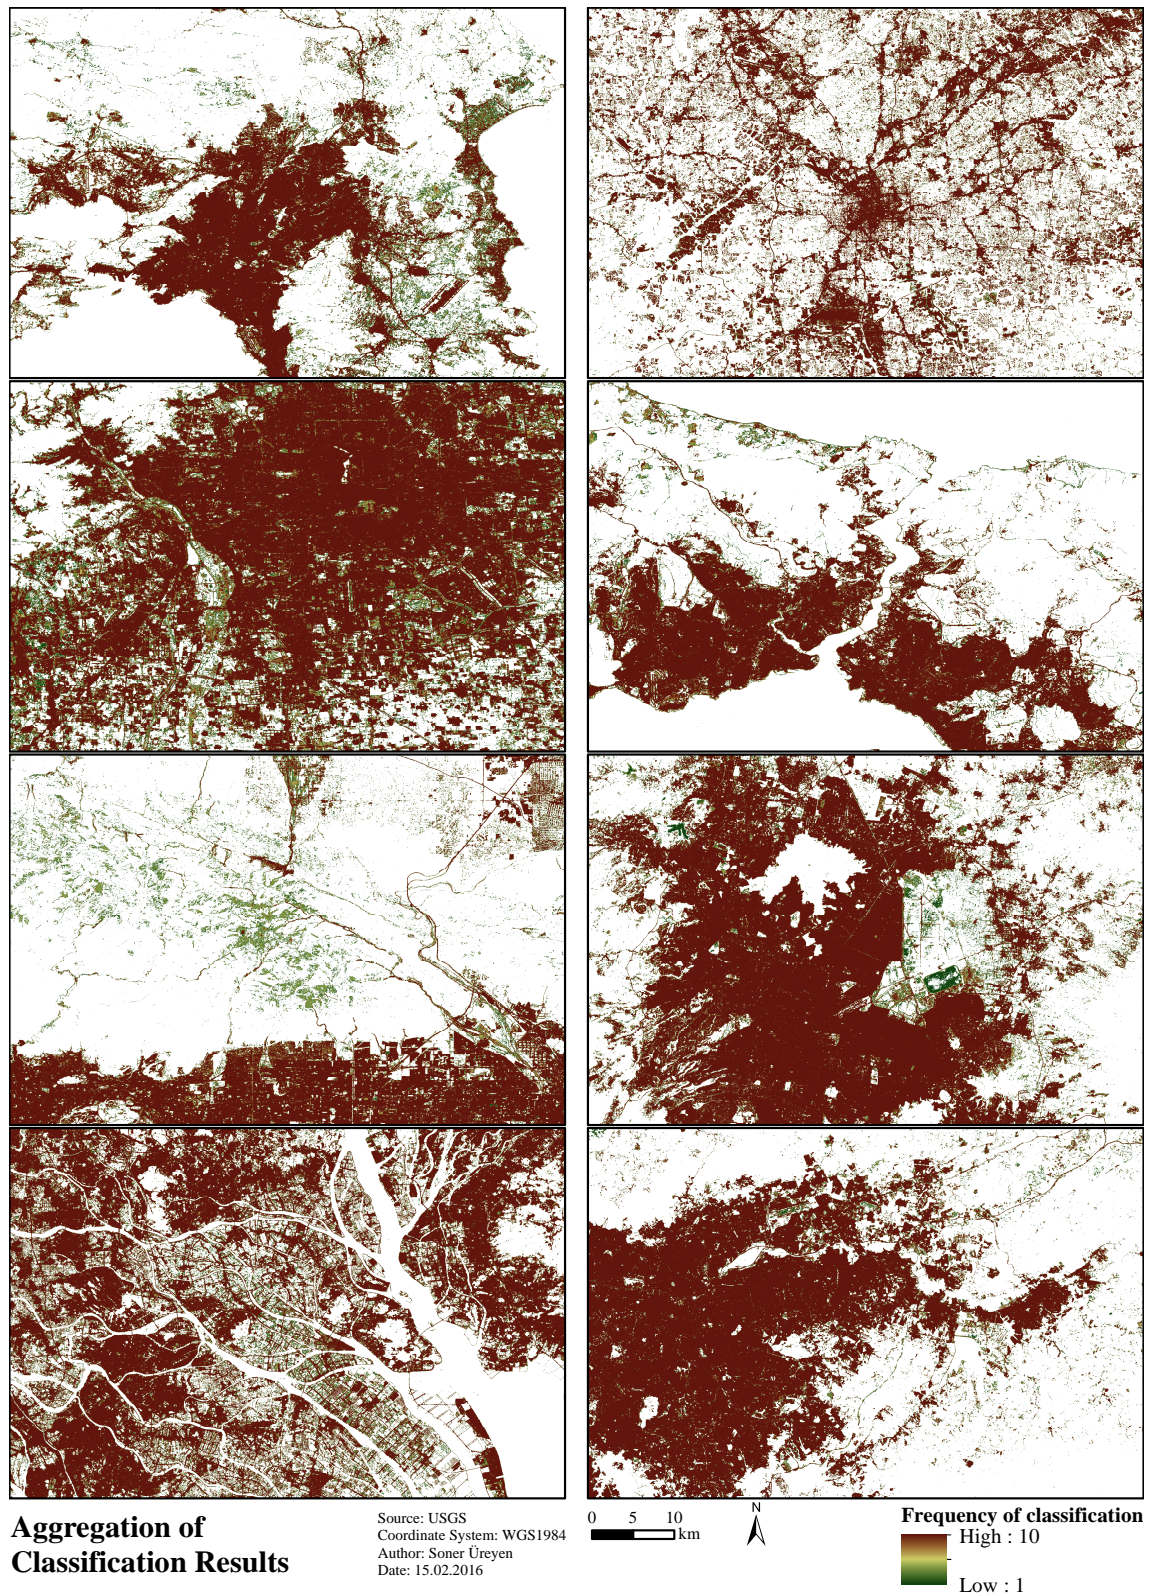 Aggregation of
Classification Results
Source: USGS
Coordinate System: WGS1984
Author: Soner Üreyen
Date: 15.02.2016
0 5 10
km
N
Frequency of classification
High : 10
Low : 1